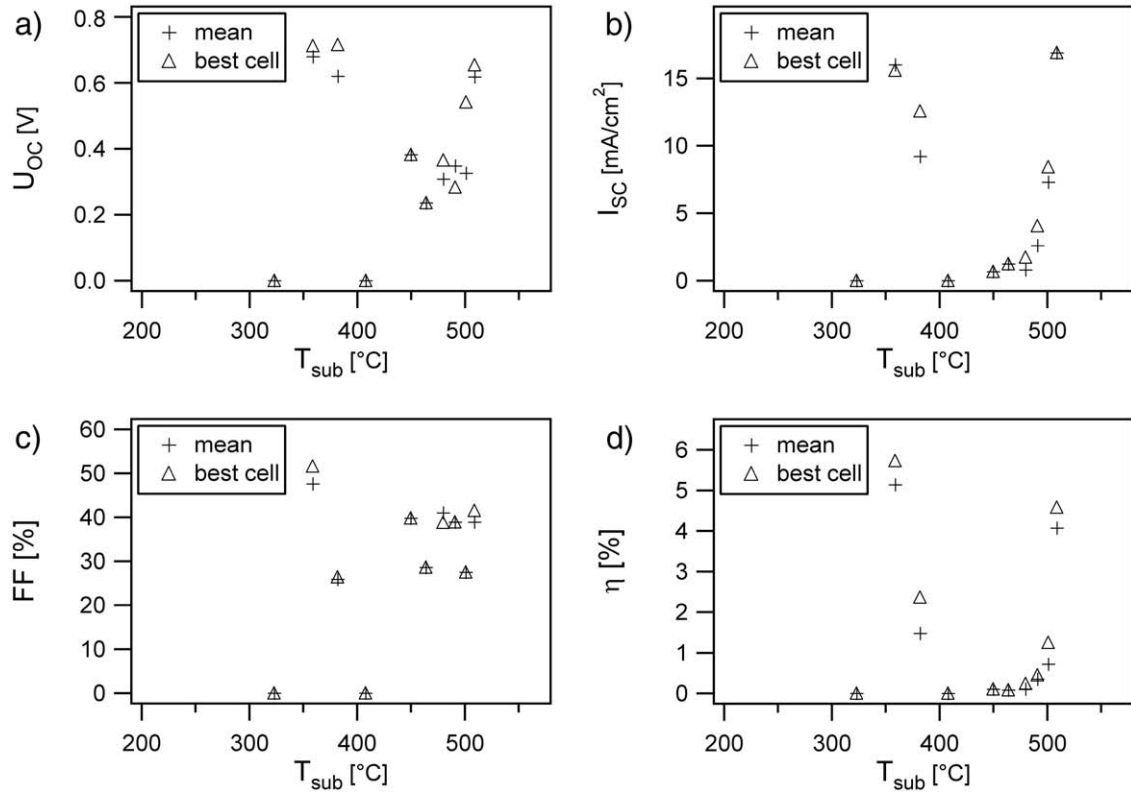 a)
0.8
0.6
0.4
0.2
0.0
U_OC [V]
+ mean
△ best cell
200 300 400 500
T_sub [°C]
b)
15
10
5
0
I_SC [mA/cm²]
+ mean
△ best cell
200 300 400 500
T_sub [°C]
c)
60
50
40
30
20
10
0
FF [%]
+ mean
△ best cell
200 300 400 500
T_sub [°C]
d)
6
5
4
3
2
1
0
η [%]
+ mean
△ best cell
200 300 400 500
T_sub [°C]